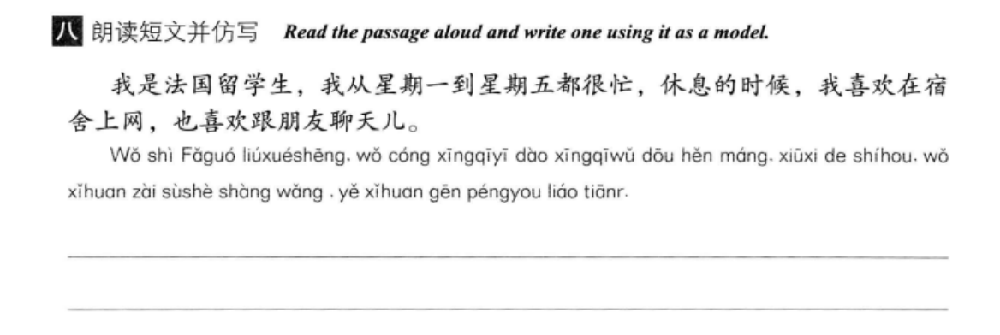 八 朗读短文并仿写 Read the passage aloud and write one using it as a model.
我是法国留学生，我从星期一到星期五都很忙，休息的时候，我喜欢在宿
舍上网，也喜欢跟朋友聊天儿。
Wǒ shì Fǎguó liúxuéshēng, wǒ cóng xīngqīyī dào xīngqīwǔ dōu hěn máng, xiūxi de shíhou, wǒ
xǐhuan zài sùshè shàng wǎng , yě xǐhuan gēn péngyou liáo tiānr.